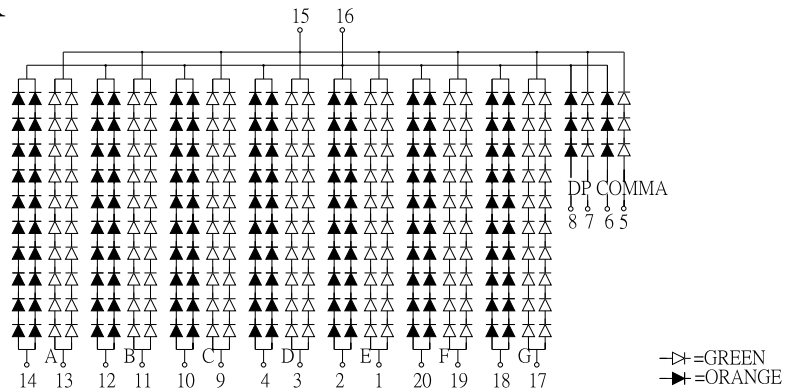 15 16
DP COMMA
8 7 6 5
A B C D E F G
14 13 12 11 10 9 4 3 2 1 20 19 18 17
=GREEN
=ORANGE